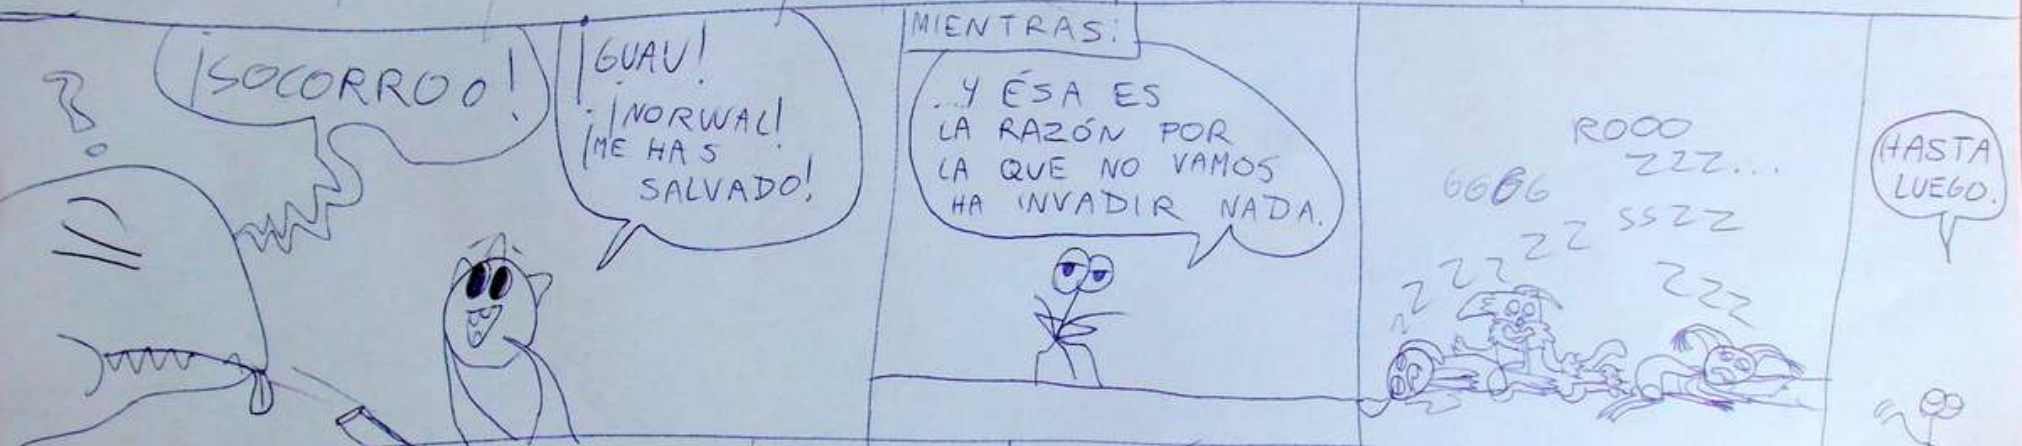 ?
¡SOCORROO!
¡GUAU!
¡NORWAL!
¡ME HAS
SALVADO!
MIENTRAS:
...Y ÉSA ES
LA RAZÓN POR
LA QUE NO VAMOS
HA INVADIR NADA.
ROOO
ZZZ...
GGGG
SSZZ
ZZ
ZZZ
ZZZ
HASTA
LUEGO.